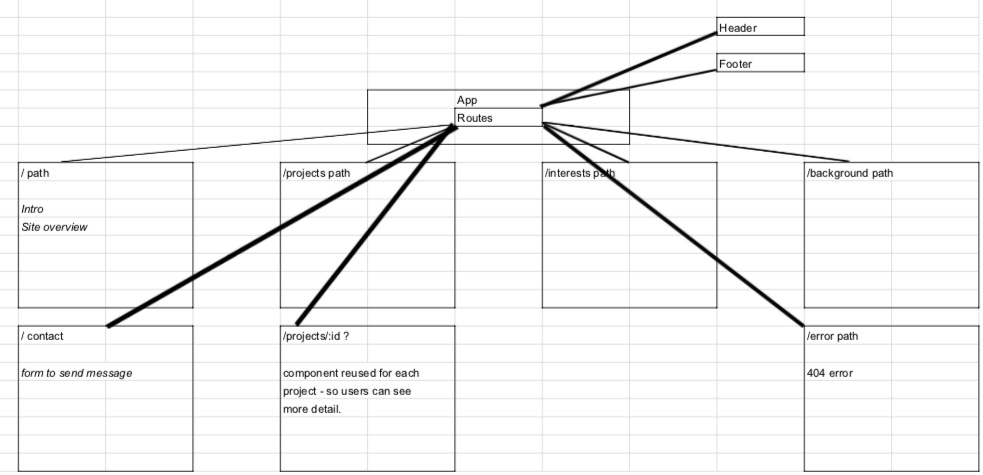 Header
Footer
App
Routes
/ path
Intro
Site overview
/projects path
/interests path
/background path
/ contact
form to send message
/projects/:id ?
component reused for each
project - so users can see
more detail.
/error path
404 error